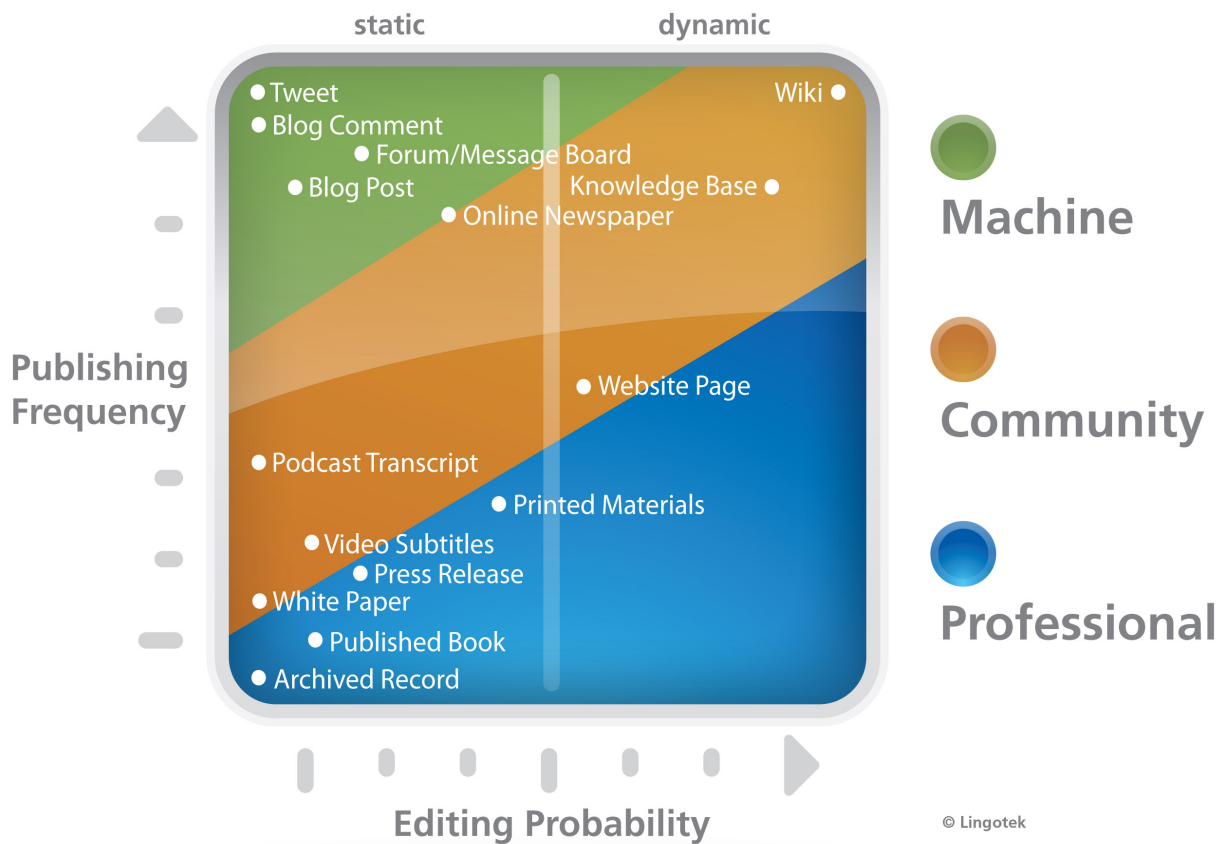 static
dynamic
Tweet
Wiki
Blog Comment
Forum/Message Board
Blog Post
Knowledge Base
Online Newspaper
Machine
Publishing
Frequency
Website Page
Community
Podcast Transcript
Printed Materials
Video Subtitles
Press Release
White Paper
Professional
Published Book
Archived Record
Editing Probability
© Lingotek